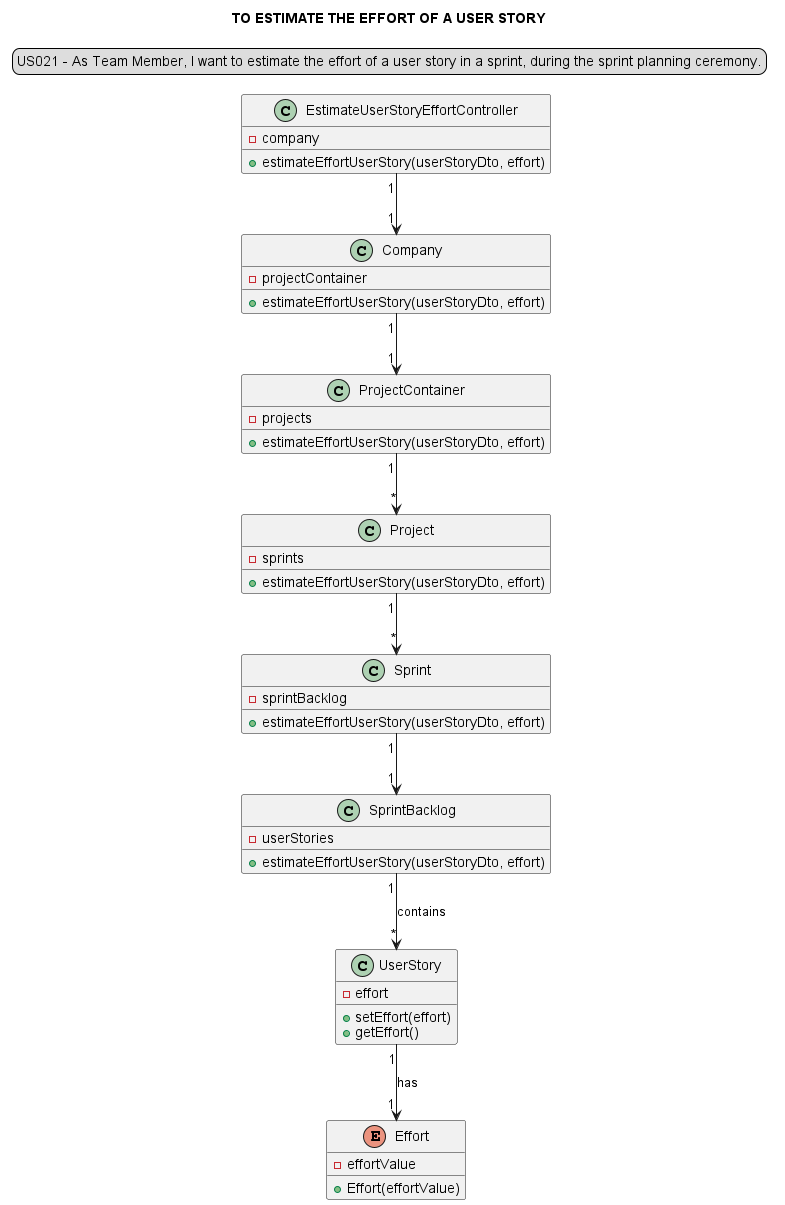 TO ESTIMATE THE EFFORT OF A USER STORY
US021 - As Team Member, I want to estimate the effort of a user story in a sprint, during the sprint planning ceremony.
C EstimateUserStoryEffortController
company
estimateEffortUserStory(userStoryDto, effort)
1
1
C Company
projectContainer
estimateEffortUserStory(userStoryDto, effort)
1
1
C ProjectContainer
projects
estimateEffortUserStory(userStoryDto, effort)
1
*
C Project
sprints
estimateEffortUserStory(userStoryDto, effort)
1
*
C Sprint
sprintBacklog
estimateEffortUserStory(userStoryDto, effort)
1
1
C SprintBacklog
userStories
estimateEffortUserStory(userStoryDto, effort)
1
contains
*
C UserStory
effort
setEffort(effort)
getEffort()
1
has
1
E Effort
effortValue
Effort(effortValue)